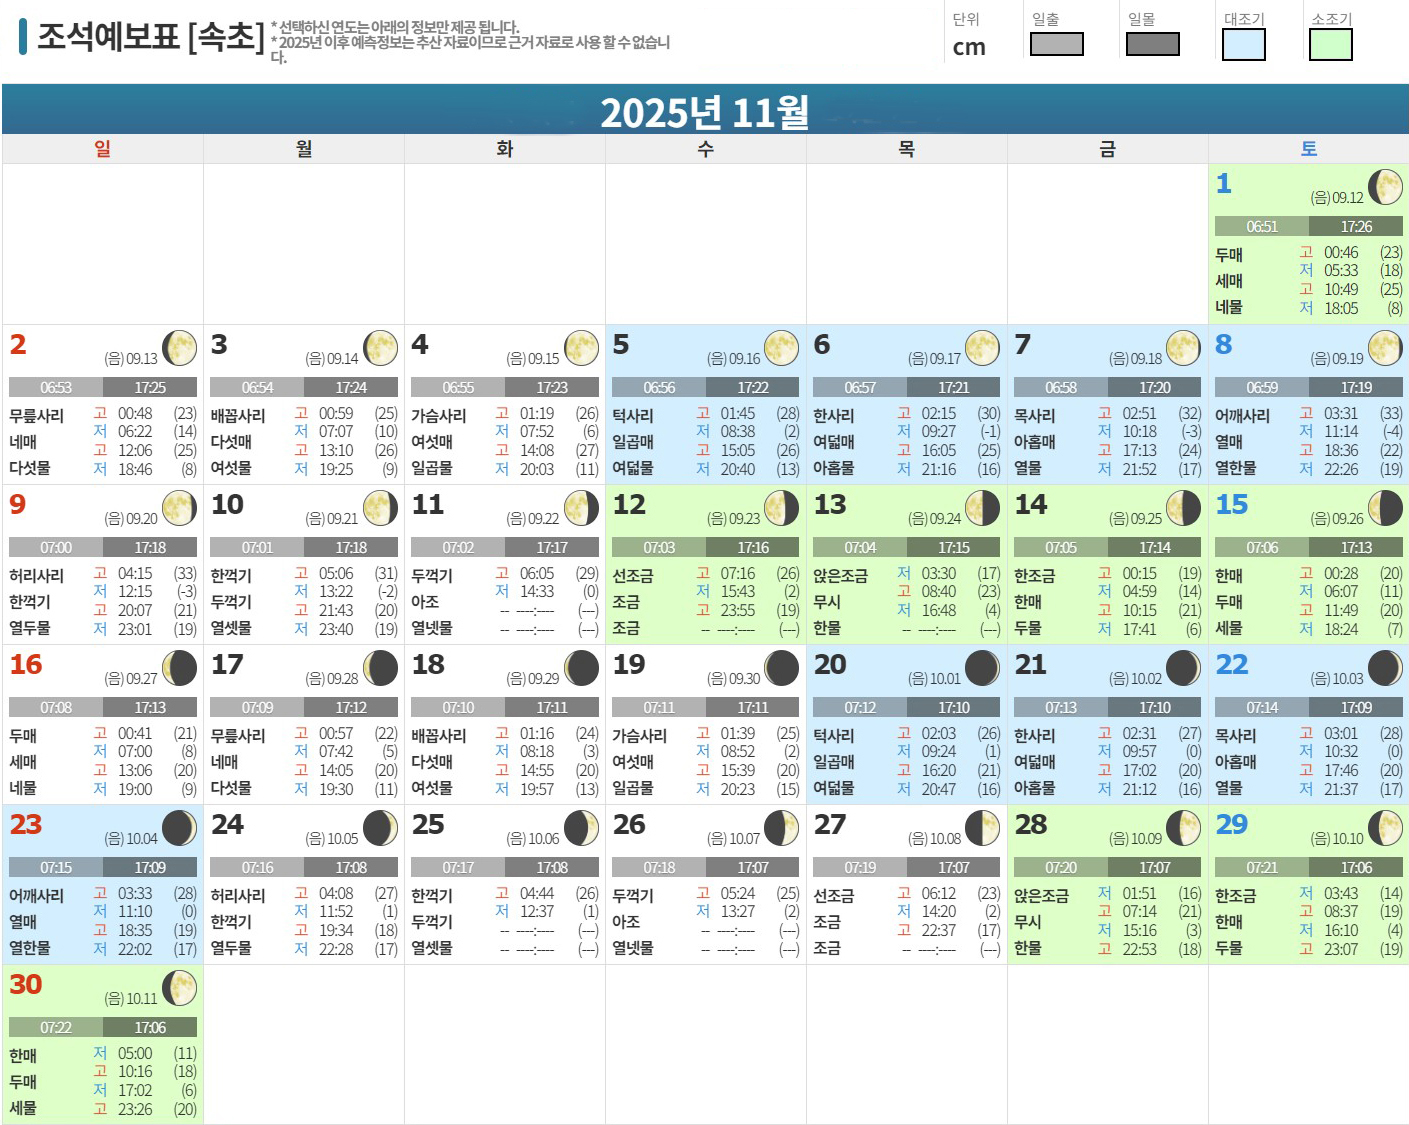 조석예보표 [속초]
* 선택하신 연도는 아래의 정보만 제공 됩니다.
* 2025년 이후 예측정보는 추산 자료이므로 근거 자료로 사용 할 수 없습니
다.
단위 일출 일몰 대조기 소조기
cm
2025년 11월
일 월 화 수 목 금 토
1
(음) 09.12
06:51 17:26
두매
세매
네물
고 00:46 (23)
저 05:33 (18)
고 10:49 (25)
저 18:05 (8)
2
(음) 09.13
06:53 17:25
무릎사리
네매
다섯물
고 00:48 (23)
저 06:22 (14)
고 12:06 (25)
저 18:46 (8)
3
(음) 09.14
06:54 17:24
배꼽사리
다섯매
여섯물
고 00:59 (25)
저 07:07 (10)
고 13:10 (26)
저 19:25 (9)
4
(음) 09.15
06:55 17:23
가슴사리
여섯매
일곱물
고 01:19 (26)
저 07:52 (6)
고 14:08 (27)
저 20:03 (11)
5
(음) 09.16
06:56 17:22
턱사리
일곱매
여덟물
고 01:45 (28)
저 08:38 (2)
고 15:05 (26)
저 20:40 (13)
6
(음) 09.17
06:57 17:21
한사리
여덟매
아홉물
고 02:15 (30)
저 09:27 (-1)
고 16:05 (25)
저 21:16 (16)
7
(음) 09.18
06:58 17:20
목사리
아홉매
열물
고 02:51 (32)
저 10:18 (-3)
고 17:13 (24)
저 21:52 (17)
8
(음) 09.19
06:59 17:19
어깨사리
열매
열한물
고 03:31 (33)
저 11:14 (-4)
고 18:36 (22)
저 22:26 (19)
9
(음) 09.20
07:00 17:18
허리사리
한꺽기
열두물
고 04:15 (33)
저 12:15 (-3)
고 20:07 (21)
저 23:01 (19)
10
(음) 09.21
07:01 17:18
한꺽기
두꺽기
열셋물
고 05:06 (31)
저 13:22 (-2)
고 21:43 (20)
저 23:40 (19)
11
(음) 09.22
07:02 17:17
두꺽기
아조
열넷물
고 06:05 (29)
저 14:33 (0)
-- ----:---- (---)
-- ----:---- (---)
12
(음) 09.23
07:03 17:16
선조금
조금
조금
고 07:16 (26)
저 15:43 (2)
고 23:55 (19)
-- ----:---- (---)
13
(음) 09.24
07:04 17:15
앉은조금
무시
한물
저 03:30 (17)
고 08:40 (23)
저 16:48 (4)
-- ----:---- (---)
14
(음) 09.25
07:05 17:14
한조금
한매
두물
고 00:15 (19)
저 04:59 (14)
고 10:15 (21)
저 17:41 (6)
15
(음) 09.26
07:06 17:13
한매
두매
세물
고 00:28 (20)
저 06:07 (11)
고 11:49 (20)
저 18:24 (7)
16
(음) 09.27
07:08 17:13
두매
세매
네물
고 00:41 (21)
저 07:00 (8)
고 13:06 (20)
저 19:00 (9)
17
(음) 09.28
07:09 17:12
무릎사리
네매
다섯물
고 00:57 (22)
저 07:42 (5)
고 14:05 (20)
저 19:30 (11)
18
(음) 09.29
07:10 17:11
배꼽사리
다섯매
여섯물
고 01:16 (24)
저 08:18 (3)
고 14:55 (20)
저 19:57 (13)
19
(음) 09.30
07:11 17:11
가슴사리
여섯매
일곱물
고 01:39 (25)
저 08:52 (2)
고 15:39 (20)
저 20:23 (15)
20
(음) 10.01
07:12 17:10
턱사리
일곱매
여덟물
고 02:03 (26)
저 09:24 (1)
고 16:20 (21)
저 20:47 (16)
21
(음) 10.02
07:13 17:10
한사리
여덟매
아홉물
고 02:31 (27)
저 09:57 (0)
고 17:02 (20)
저 21:12 (16)
22
(음) 10.03
07:14 17:09
목사리
아홉매
열물
고 03:01 (28)
저 10:32 (0)
고 17:46 (20)
저 21:37 (17)
23
(음) 10.04
07:15 17:09
어깨사리
열매
열한물
고 03:33 (28)
저 11:10 (0)
고 18:35 (19)
저 22:02 (17)
24
(음) 10.05
07:16 17:08
허리사리
한꺽기
열두물
고 04:08 (27)
저 11:52 (1)
고 19:34 (18)
저 22:28 (17)
25
(음) 10.06
07:17 17:08
한꺽기
두꺽기
열셋물
고 04:44 (26)
저 12:37 (1)
-- ----:---- (---)
-- ----:---- (---)
26
(음) 10.07
07:18 17:07
두꺽기
아조
열넷물
고 05:24 (25)
저 13:27 (2)
-- ----:---- (---)
-- ----:---- (---)
27
(음) 10.08
07:19 17:07
선조금
조금
조금
고 06:12 (23)
저 14:20 (2)
고 22:37 (17)
-- ----:---- (---)
28
(음) 10.09
07:20 17:07
앉은조금
무시
한물
저 01:51 (16)
고 07:14 (21)
저 15:16 (3)
고 22:53 (18)
29
(음) 10.10
07:21 17:06
한조금
한매
두물
저 03:43 (14)
고 08:37 (19)
저 16:10 (4)
고 23:07 (19)
30
(음) 10.11
07:22 17:06
한매
두매
세물
저 05:00 (11)
고 10:16 (18)
저 17:02 (6)
고 23:26 (20)